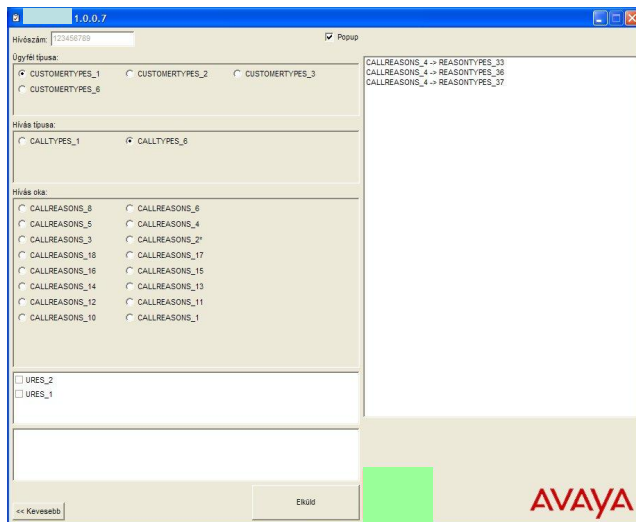 1.0.0.7
Hívószám: 123456789
Popup
Ügyfél típusa:
CUSTOMERTYPES_1 CUSTOMERTYPES_2 CUSTOMERTYPES_3
CUSTOMERTYPES_6
Hívás típusa:
CALLTYPES_1 CALLTYPES_6
Hívás oka:
CALLREASONS_8 CALLREASONS_6
CALLREASONS_5 CALLREASONS_4
CALLREASONS_3 CALLREASONS_2*
CALLREASONS_18 CALLREASONS_17
CALLREASONS_16 CALLREASONS_15
CALLREASONS_14 CALLREASONS_13
CALLREASONS_12 CALLREASONS_11
CALLREASONS_10 CALLREASONS_1
URES_2
URES_1
<< Kevesebb
Elküld
CALLREASONS_4 -> REASONTYPES_33
CALLREASONS_4 -> REASONTYPES_36
CALLREASONS_4 -> REASONTYPES_37
AVAYA